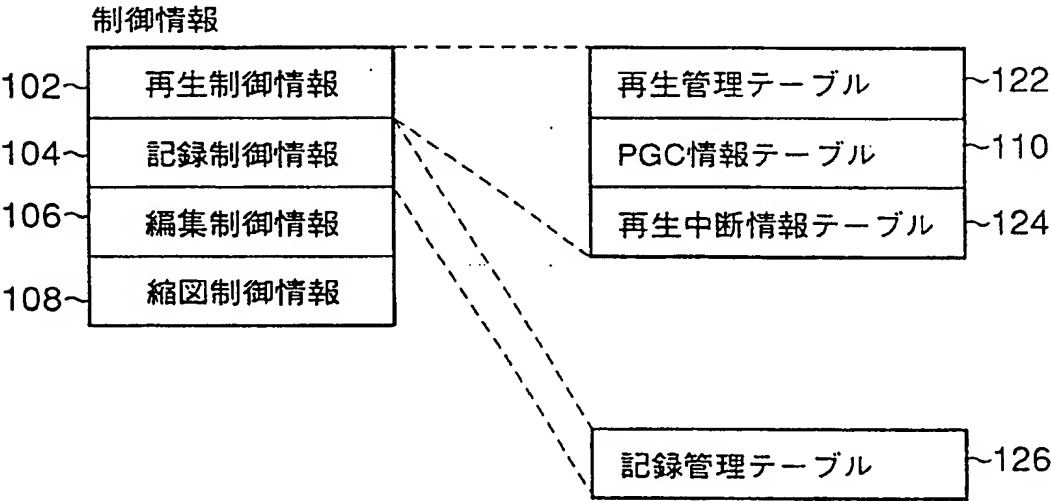 制御情報
102~ 再生制御情報
104~ 記録制御情報
106~ 編集制御情報
108~ 縮図制御情報
再生管理テーブル ~122
PGC情報テーブル ~110
再生中断情報テーブル ~124
記録管理テーブル ~126